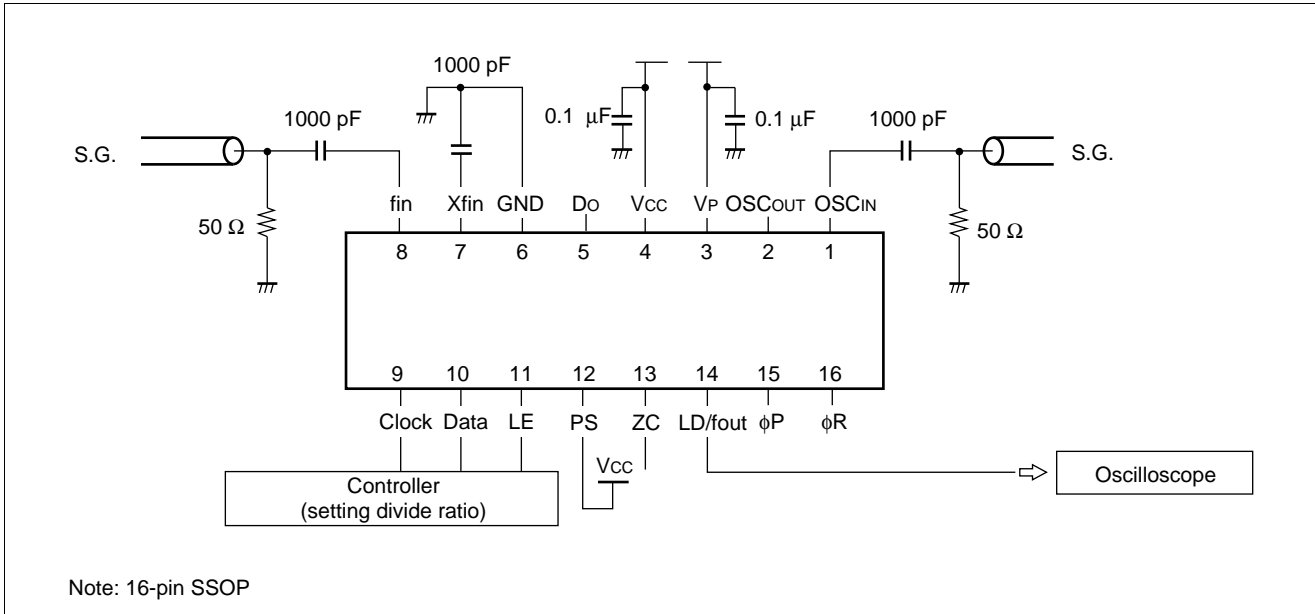 1000 pF
0.1 µF
0.1 µF
1000 pF
1000 pF
S.G.
S.G.
50 Ω
50 Ω
fin Xfin GND DO VCC VP OSCOUT OSCIN
8 7 6 5 4 3 2 1
9 10 11 12 13 14 15 16
Clock Data LE PS ZC LD/fout ϕP ϕR
VCC
Controller
(setting divide ratio)
Oscilloscope
Note: 16-pin SSOP